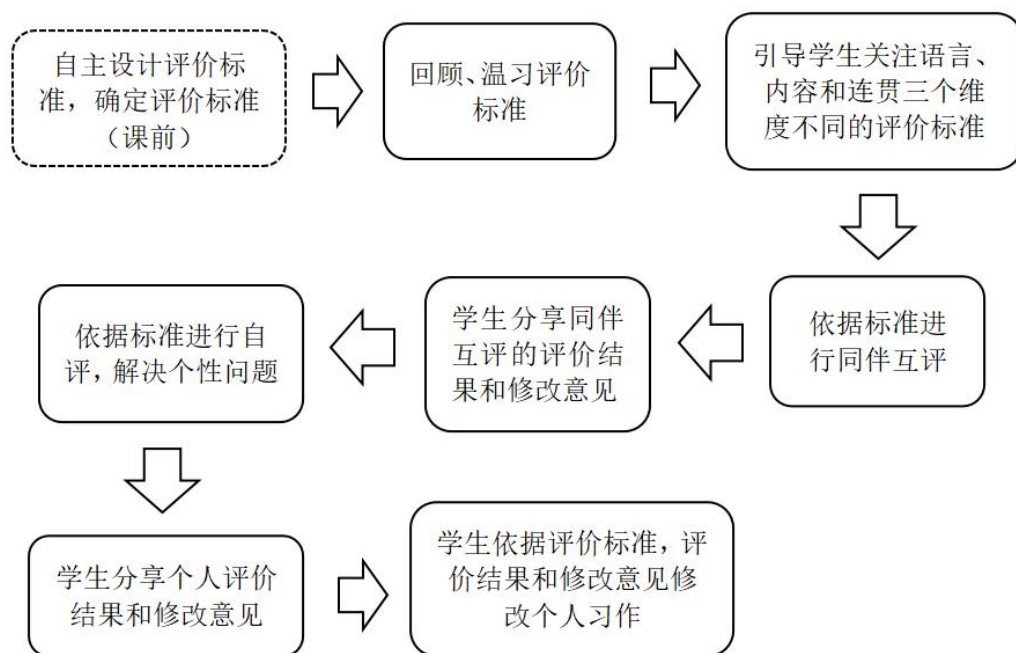 自主设计评价标
准，确定评价标准
（课前）
回顾、温习评价
标准
引导学生关注语言、
内容和连贯三个维
度不同的评价标准
依据标准进
行同伴互评
学生分享同伴
互评的评价结
果和修改意见
依据标准进行自
评，解决个性问题
学生分享个人评价
结果和修改意见
学生依据评价标准，评
价结果和修改意见修
改个人习作